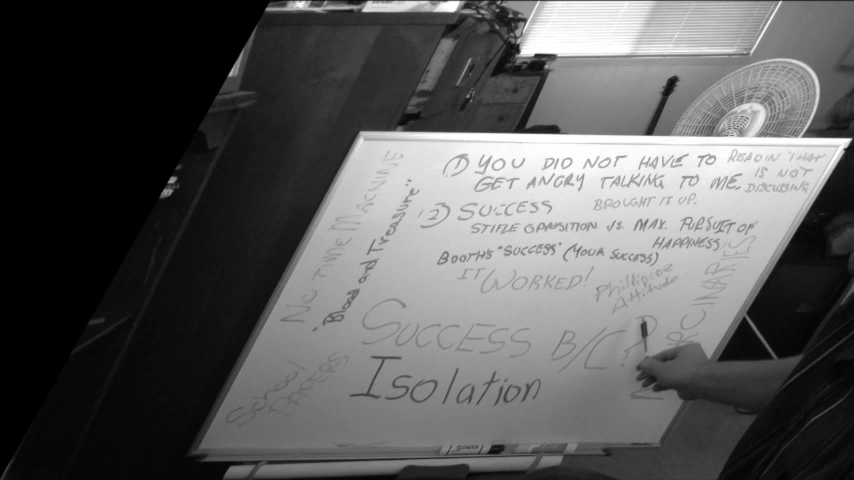 ① YOU DID NOT HAVE TO
GET ANGRY TALKING TO ME.
READIN THAT
IS NOT
DISCUSSING
BROUGHT IT UP.
② SUCCESS
STIFLE OPPOSITION VS. MAX. PURSUIT OF
HAPPINESS
BOOTH'S "SUCCESS" (YOUR SUCCESS)
IT WORKED!
Phillipine
Attitude
SUCCESS B/C
Isolation
NO TIME MACHINE
"Blood and Treasure"
School
PAPERS